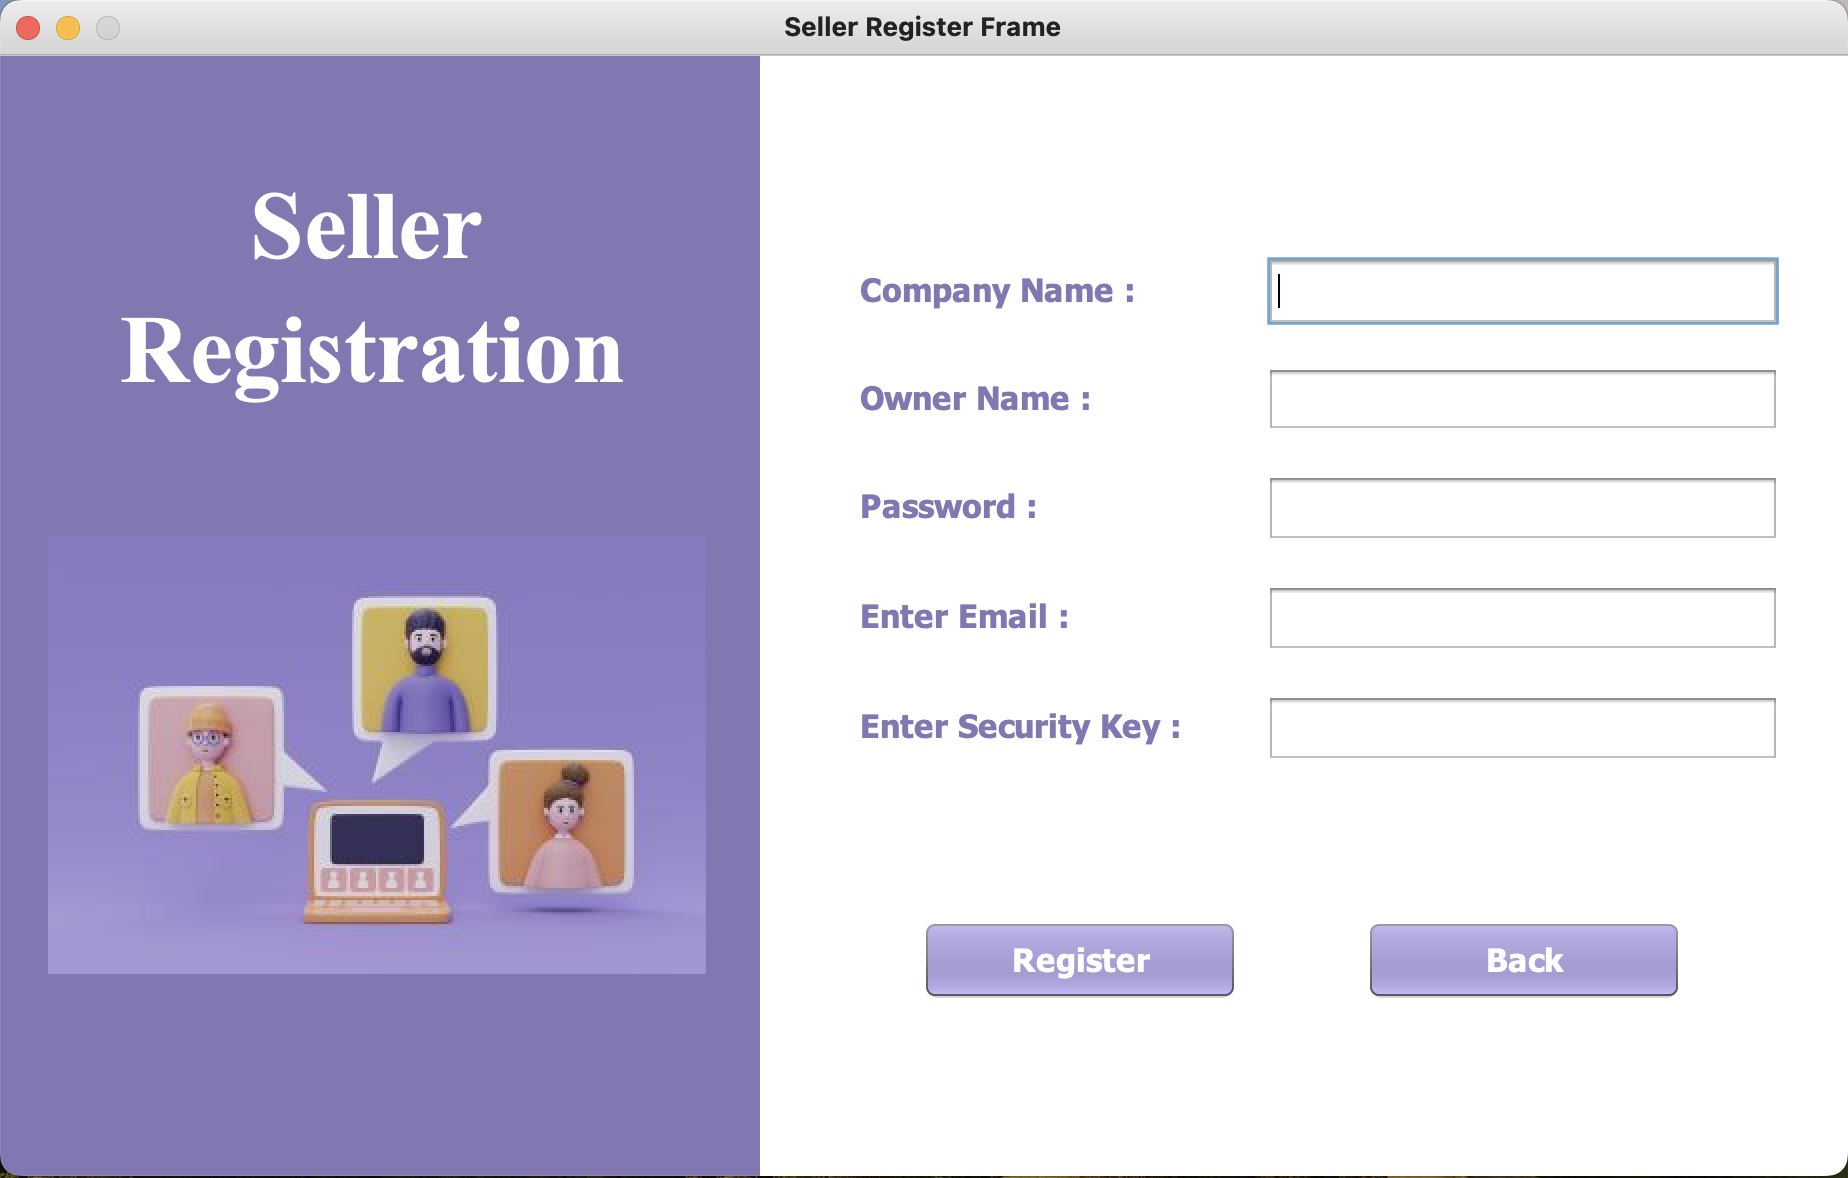 Seller Register Frame
Seller
Registration
Company Name :
Owner Name :
Password :
Enter Email :
Enter Security Key :
Register
Back